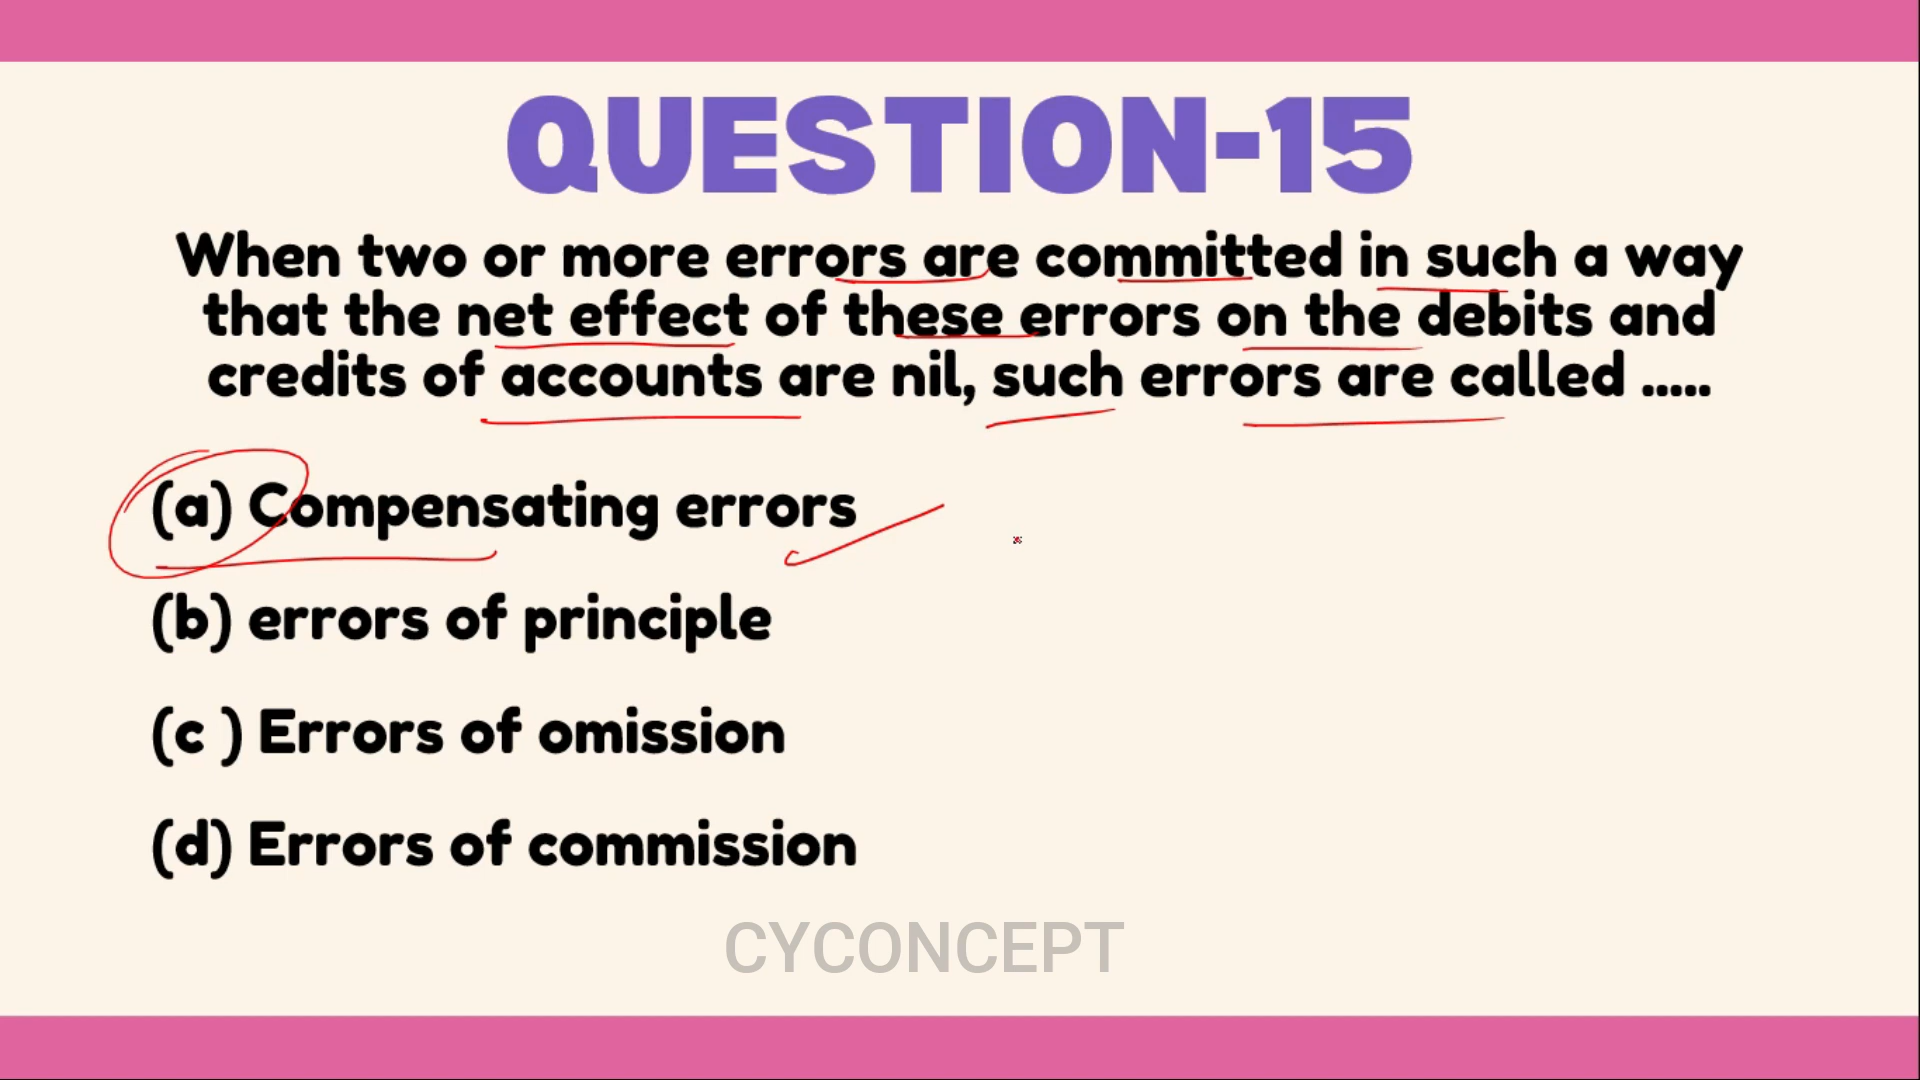 QUESTION-15
When two or more errors are committed in such a way
that the net effect of these errors on the debits and
credits of accounts are nil, such errors are called .....
(a) Compensating errors
(b) errors of principle
(c ) Errors of omission
(d) Errors of commission
CYCONCEPT